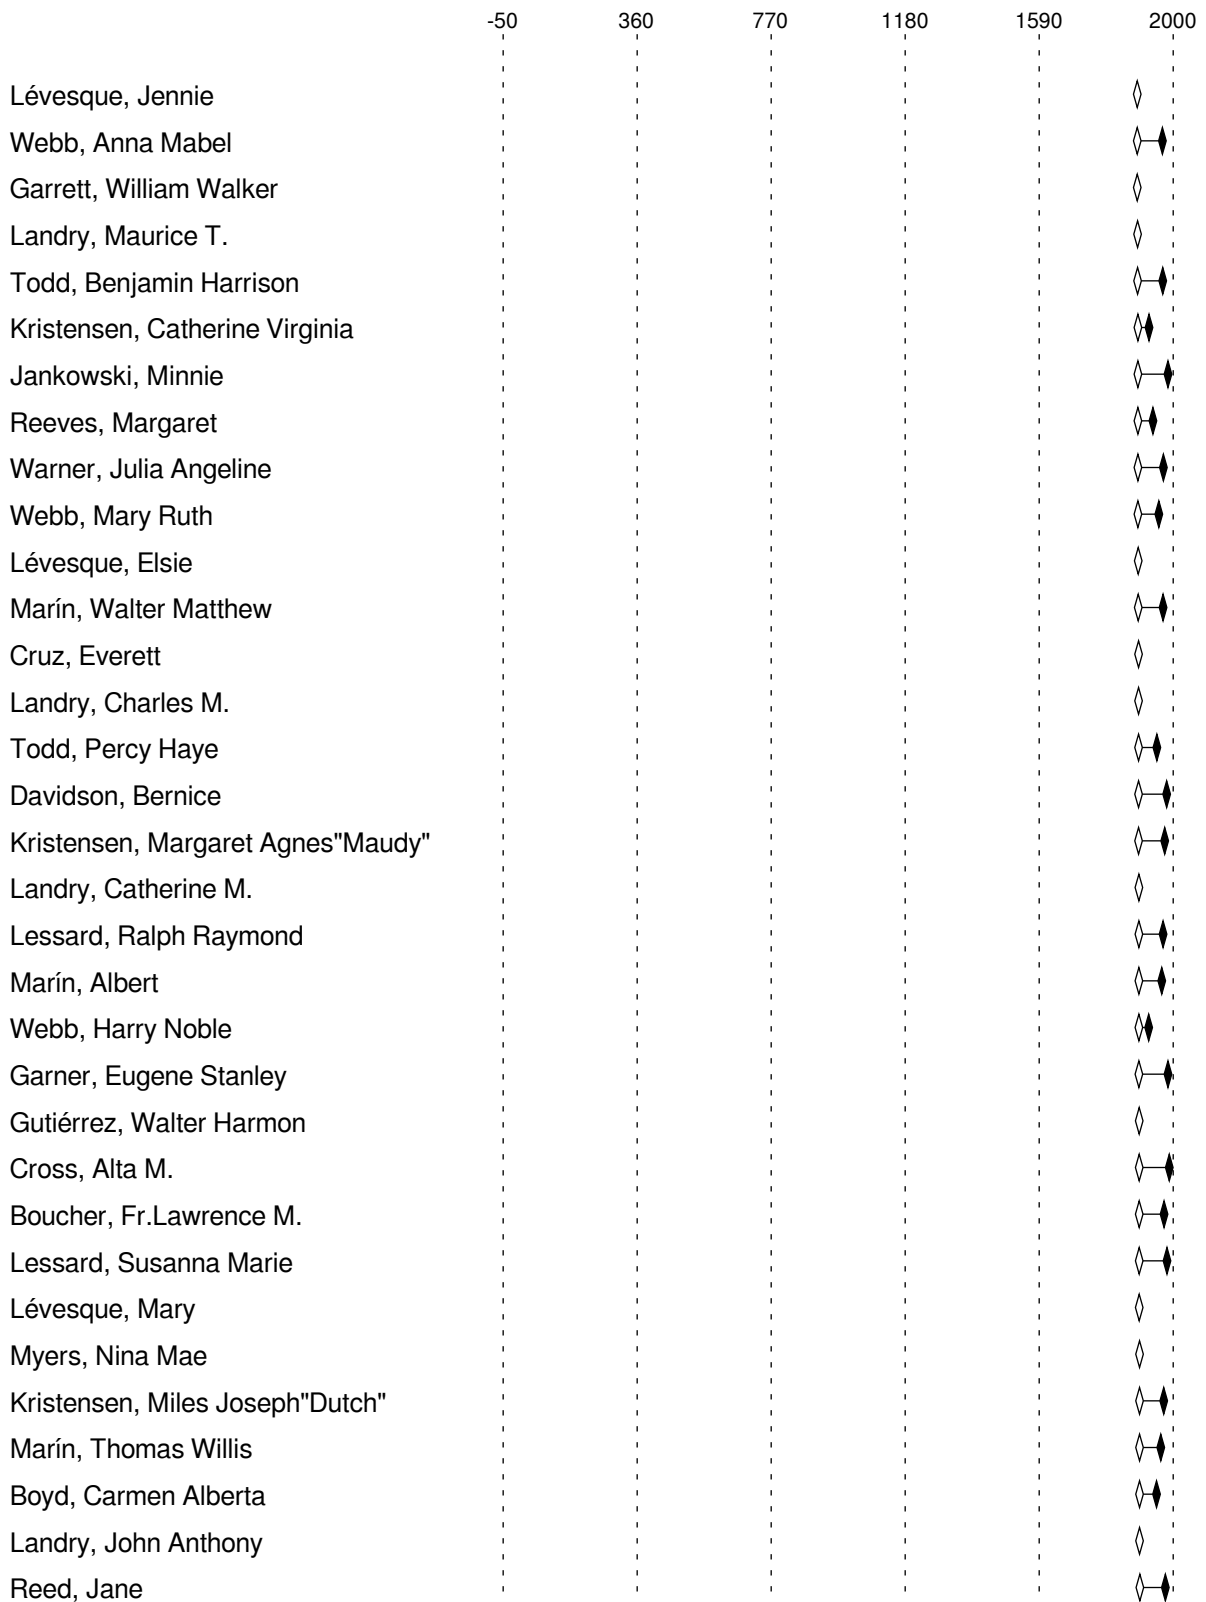 -50 360 770 1180 1590 2000
Lévesque, Jennie
Webb, Anna Mabel
Garrett, William Walker
Landry, Maurice T.
Todd, Benjamin Harrison
Kristensen, Catherine Virginia
Jankowski, Minnie
Reeves, Margaret
Warner, Julia Angeline
Webb, Mary Ruth
Lévesque, Elsie
Marín, Walter Matthew
Cruz, Everett
Landry, Charles M.
Todd, Percy Haye
Davidson, Bernice
Kristensen, Margaret Agnes"Maudy"
Landry, Catherine M.
Lessard, Ralph Raymond
Marín, Albert
Webb, Harry Noble
Garner, Eugene Stanley
Gutiérrez, Walter Harmon
Cross, Alta M.
Boucher, Fr.Lawrence M.
Lessard, Susanna Marie
Lévesque, Mary
Myers, Nina Mae
Kristensen, Miles Joseph"Dutch"
Marín, Thomas Willis
Boyd, Carmen Alberta
Landry, John Anthony
Reed, Jane